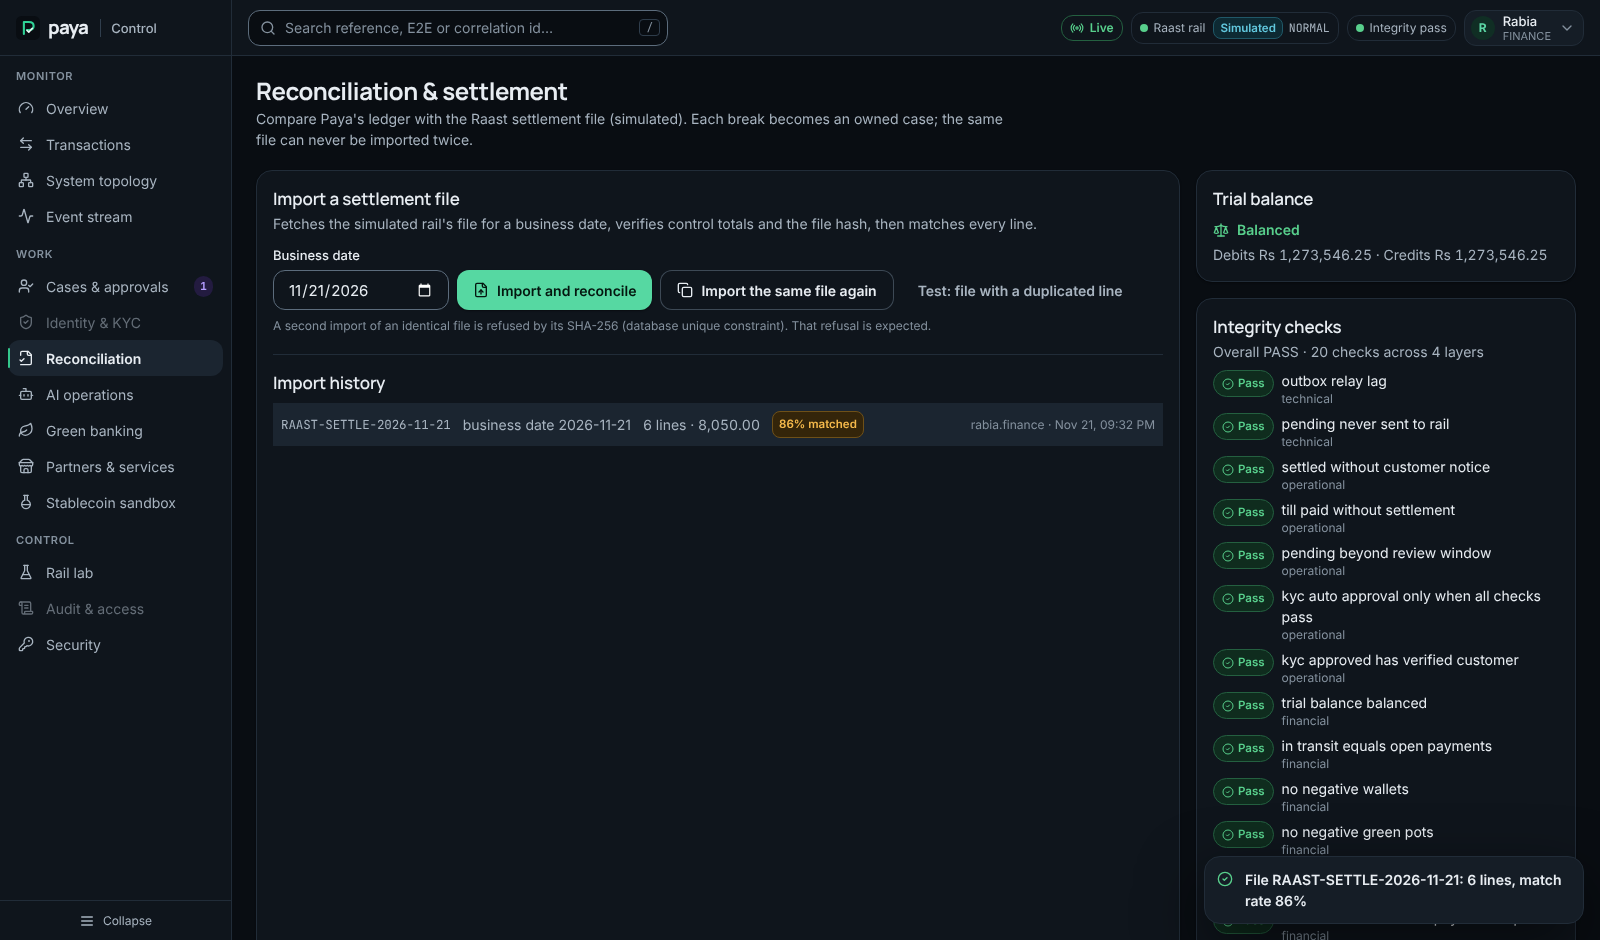 paya
Control
Search reference, E2E or correlation id...
/
Live
Raast rail
Simulated
NORMAL
Integrity pass
R
Rabia
FINANCE
MONITOR
Overview
Transactions
System topology
Event stream
WORK
Cases & approvals
1
Identity & KYC
Reconciliation
AI operations
Green banking
Partners & services
Stablecoin sandbox
CONTROL
Rail lab
Audit & access
Security
Collapse
Reconciliation & settlement
Compare Paya's ledger with the Raast settlement file (simulated). Each break becomes an owned case; the same
file can never be imported twice.
Import a settlement file
Fetches the simulated rail's file for a business date, verifies control totals and the file hash, then matches every line.
Business date
11/21/2026
Import and reconcile
Import the same file again
Test: file with a duplicated line
A second import of an identical file is refused by its SHA-256 (database unique constraint). That refusal is expected.
Import history
RAAST-SETTLE-2026-11-21 business date 2026-11-21 6 lines · 8,050.00 86% matched rabia.finance · Nov 21, 09:32 PM
Trial balance
Balanced
Debits Rs 1,273,546.25 · Credits Rs 1,273,546.25
Integrity checks
Overall PASS · 20 checks across 4 layers
Pass outbox relay lag
technical
Pass pending never sent to rail
technical
Pass settled without customer notice
operational
Pass till paid without settlement
operational
Pass pending beyond review window
operational
Pass kyc auto approval only when all checks
pass
operational
Pass kyc approved has verified customer
operational
Pass trial balance balanced
financial
Pass in transit equals open payments
financial
Pass no negative wallets
financial
Pass no negative green pots
financial
File RAAST-SETTLE-2026-11-21: 6 lines, match
rate 86%
financial